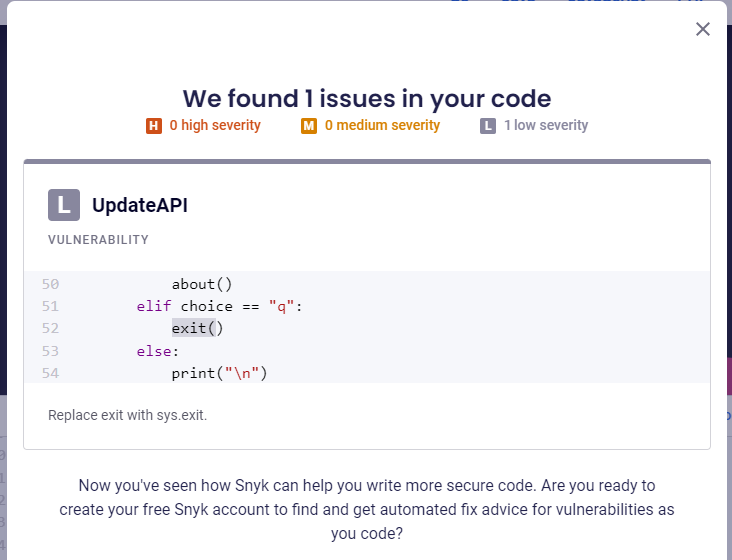 We found 1 issues in your code
H 0 high severity M 0 medium severity L 1 low severity
L UpdateAPI
VULNERABILITY
50 about()
51 elif choice == "q":
52 exit()
53 else:
54 print("\n")
Replace exit with sys.exit.
Now you've seen how Snyk can help you write more secure code. Are you ready to
create your free Snyk account to find and get automated fix advice for vulnerabilities as
you code?